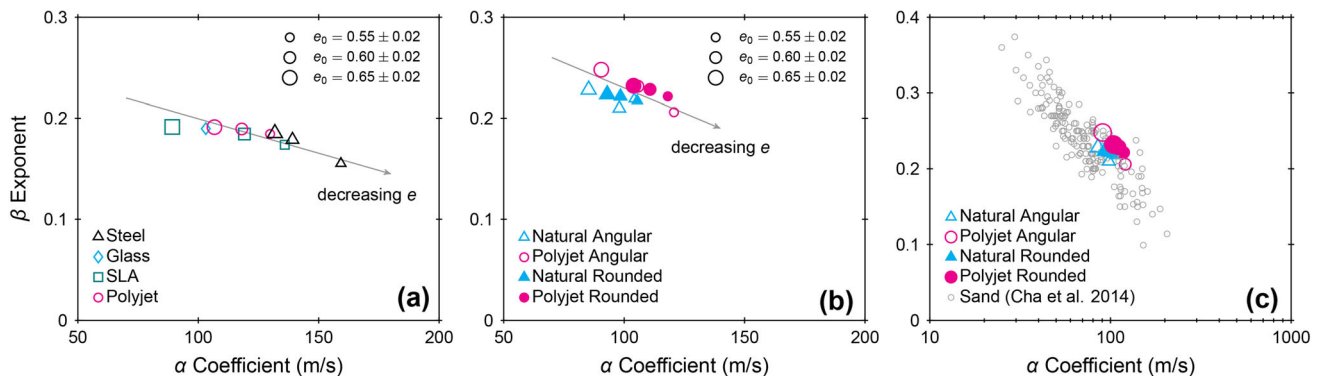 β Exponent
0.3
0.2
0.1
0
e₀ = 0.55 ± 0.02
e₀ = 0.60 ± 0.02
e₀ = 0.65 ± 0.02
decreasing e
Steel
Glass
SLA
Polyjet
(a)
50 100 150 200
α Coefficient (m/s)
0.3
0.2
0.1
0
e₀ = 0.55 ± 0.02
e₀ = 0.60 ± 0.02
e₀ = 0.65 ± 0.02
decreasing e
Natural Angular
Polyjet Angular
Natural Rounded
Polyjet Rounded
(b)
50 100 150 200
α Coefficient (m/s)
0.4
0.3
0.2
0.1
0
Natural Angular
Polyjet Angular
Natural Rounded
Polyjet Rounded
Sand (Cha et al. 2014)
(c)
10 100 1000
α Coefficient (m/s)